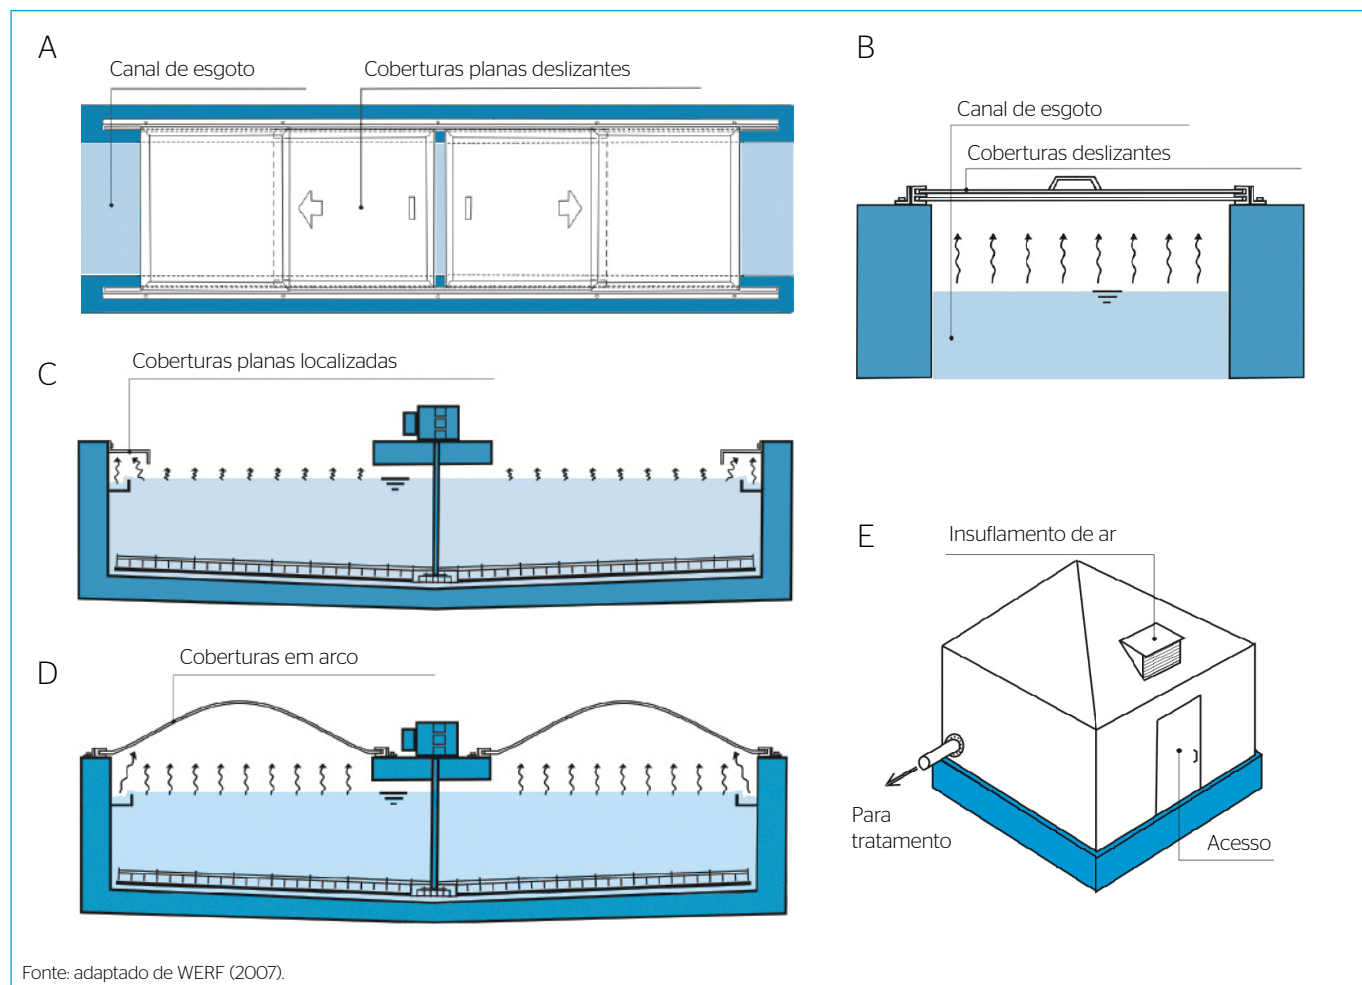 A
Canal de esgoto
Coberturas planas deslizantes
B
Canal de esgoto
Coberturas deslizantes
C
Coberturas planas localizadas
D
Coberturas em arco
E
Insuflamento de ar
Para
tratamento
Acesso
Fonte: adaptado de WERF (2007).